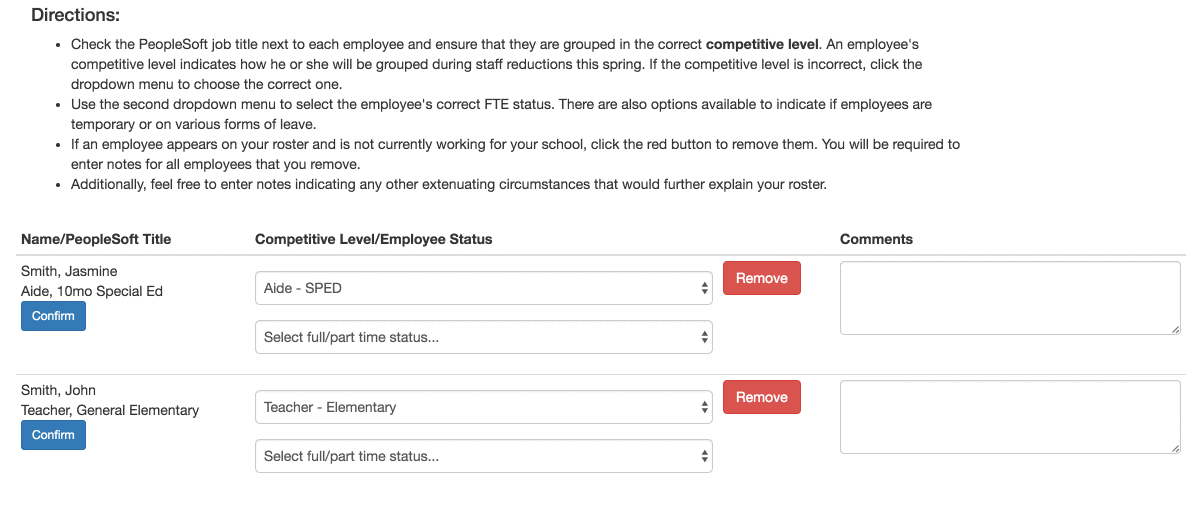 Directions:
• Check the PeopleSoft job title next to each employee and ensure that they are grouped in the correct competitive level. An employee's
competitive level indicates how he or she will be grouped during staff reductions this spring. If the competitive level is incorrect, click the
dropdown menu to choose the correct one.
• Use the second dropdown menu to select the employee's correct FTE status. There are also options available to indicate if employees are
temporary or on various forms of leave.
• If an employee appears on your roster and is not currently working for your school, click the red button to remove them. You will be required to
enter notes for all employees that you remove.
• Additionally, feel free to enter notes indicating any other extenuating circumstances that would further explain your roster.
Name/PeopleSoft Title Competitive Level/Employee Status Comments
Smith, Jasmine
Aide, 10mo Special Ed
Confirm
Aide - SPED
Select full/part time status...
Remove
Smith, John
Teacher, General Elementary
Confirm
Teacher - Elementary
Select full/part time status...
Remove